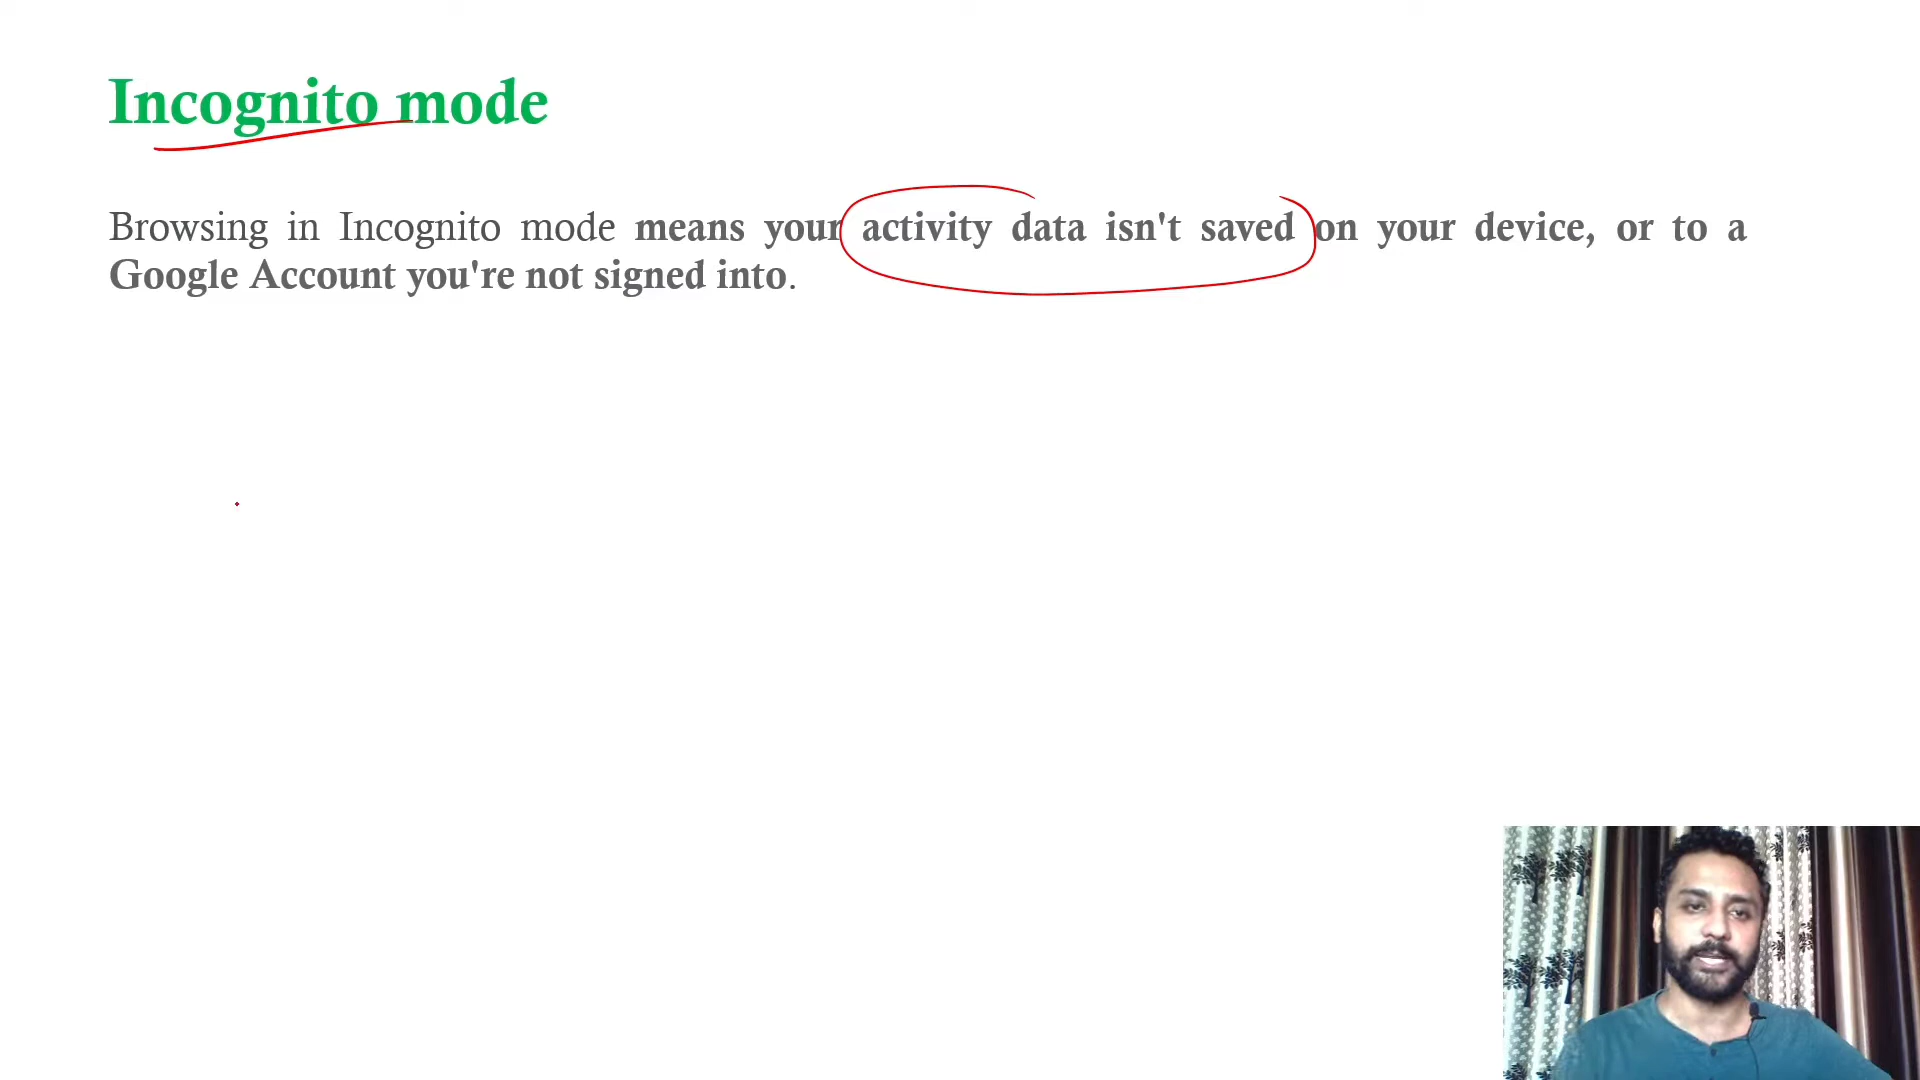 Incognito mode
Browsing in Incognito mode means your activity data isn't saved on your device, or to a
Google Account you're not signed into.